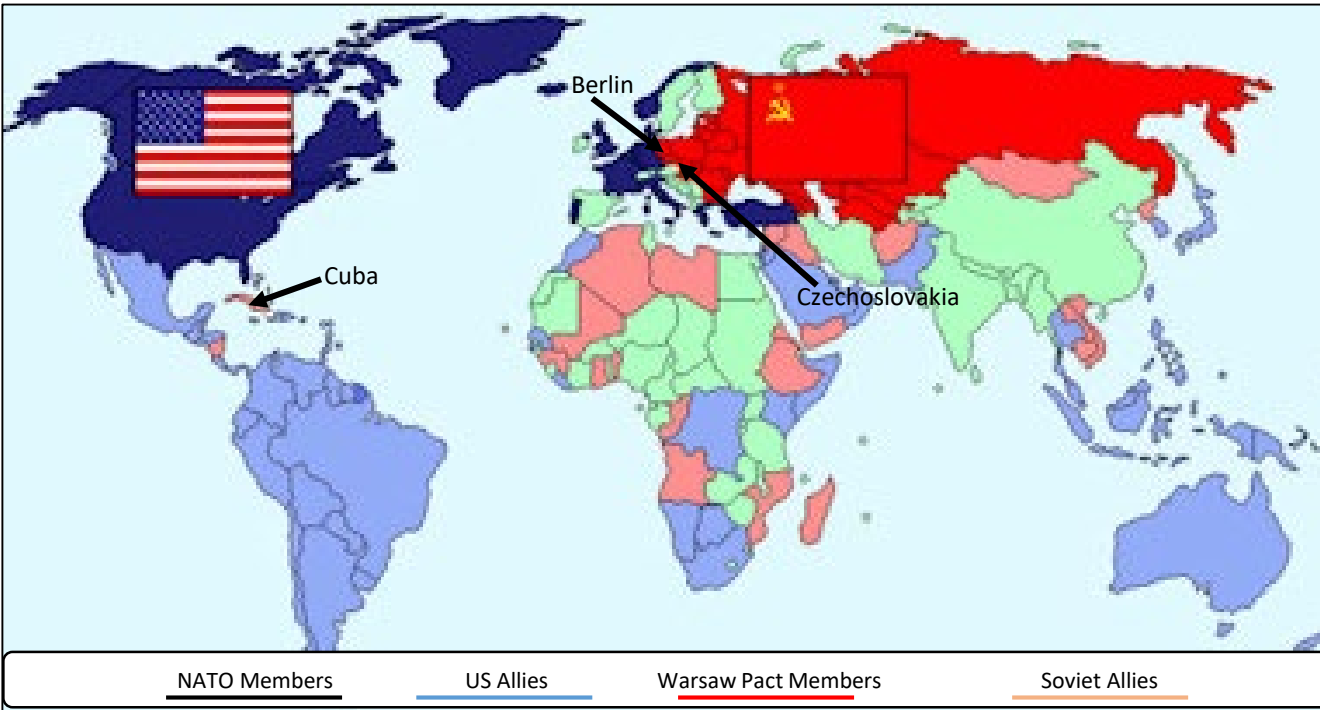 Berlin
Cuba
Czechoslovakia
NATO Members
US Allies
Warsaw Pact Members
Soviet Allies